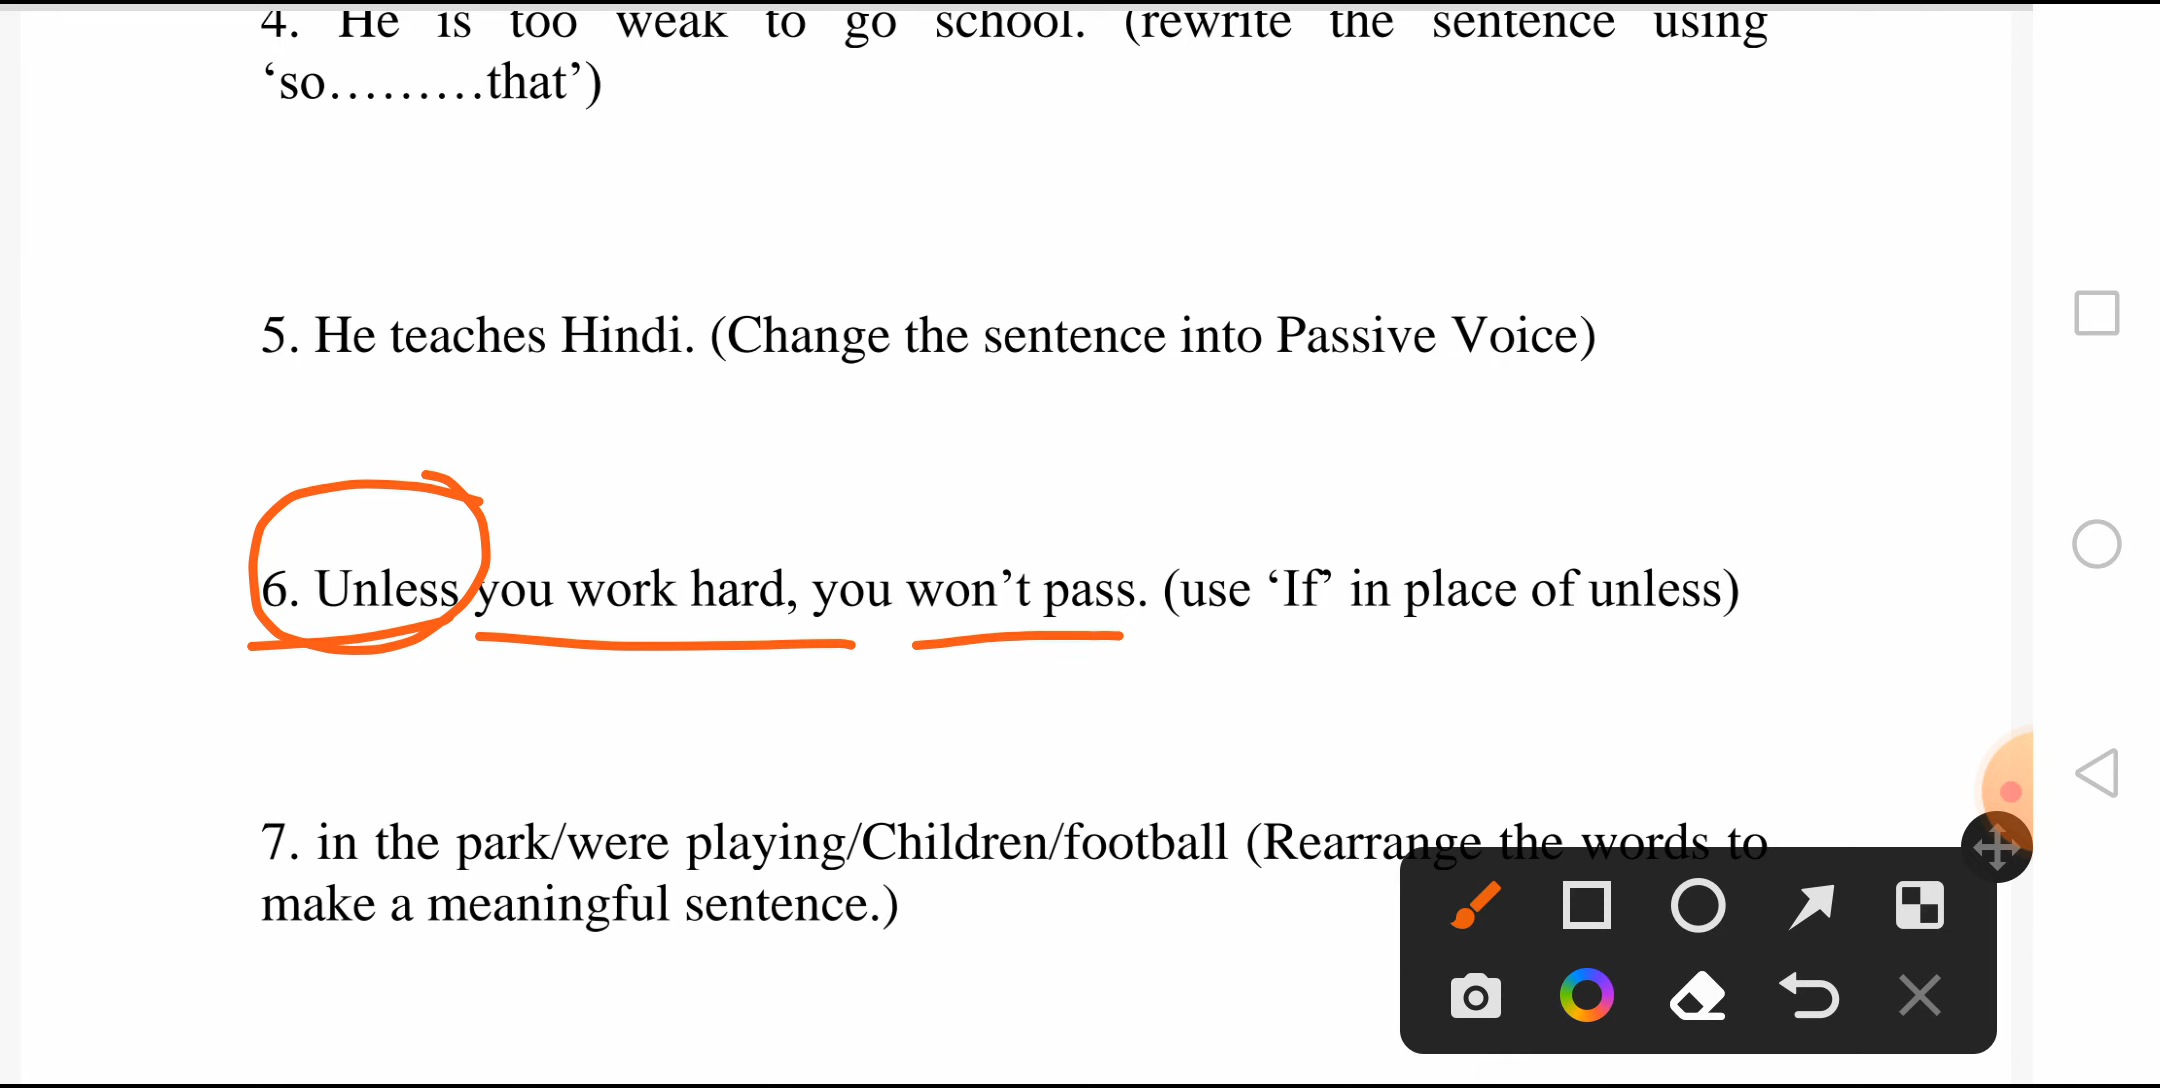 4. He is too weak to go school. (rewrite the sentence using
‘so.........that’)
5. He teaches Hindi. (Change the sentence into Passive Voice)
6. Unless you work hard, you won’t pass. (use ‘If’ in place of unless)
7. in the park/were playing/Children/football (Rearrange the words to
make a meaningful sentence.)